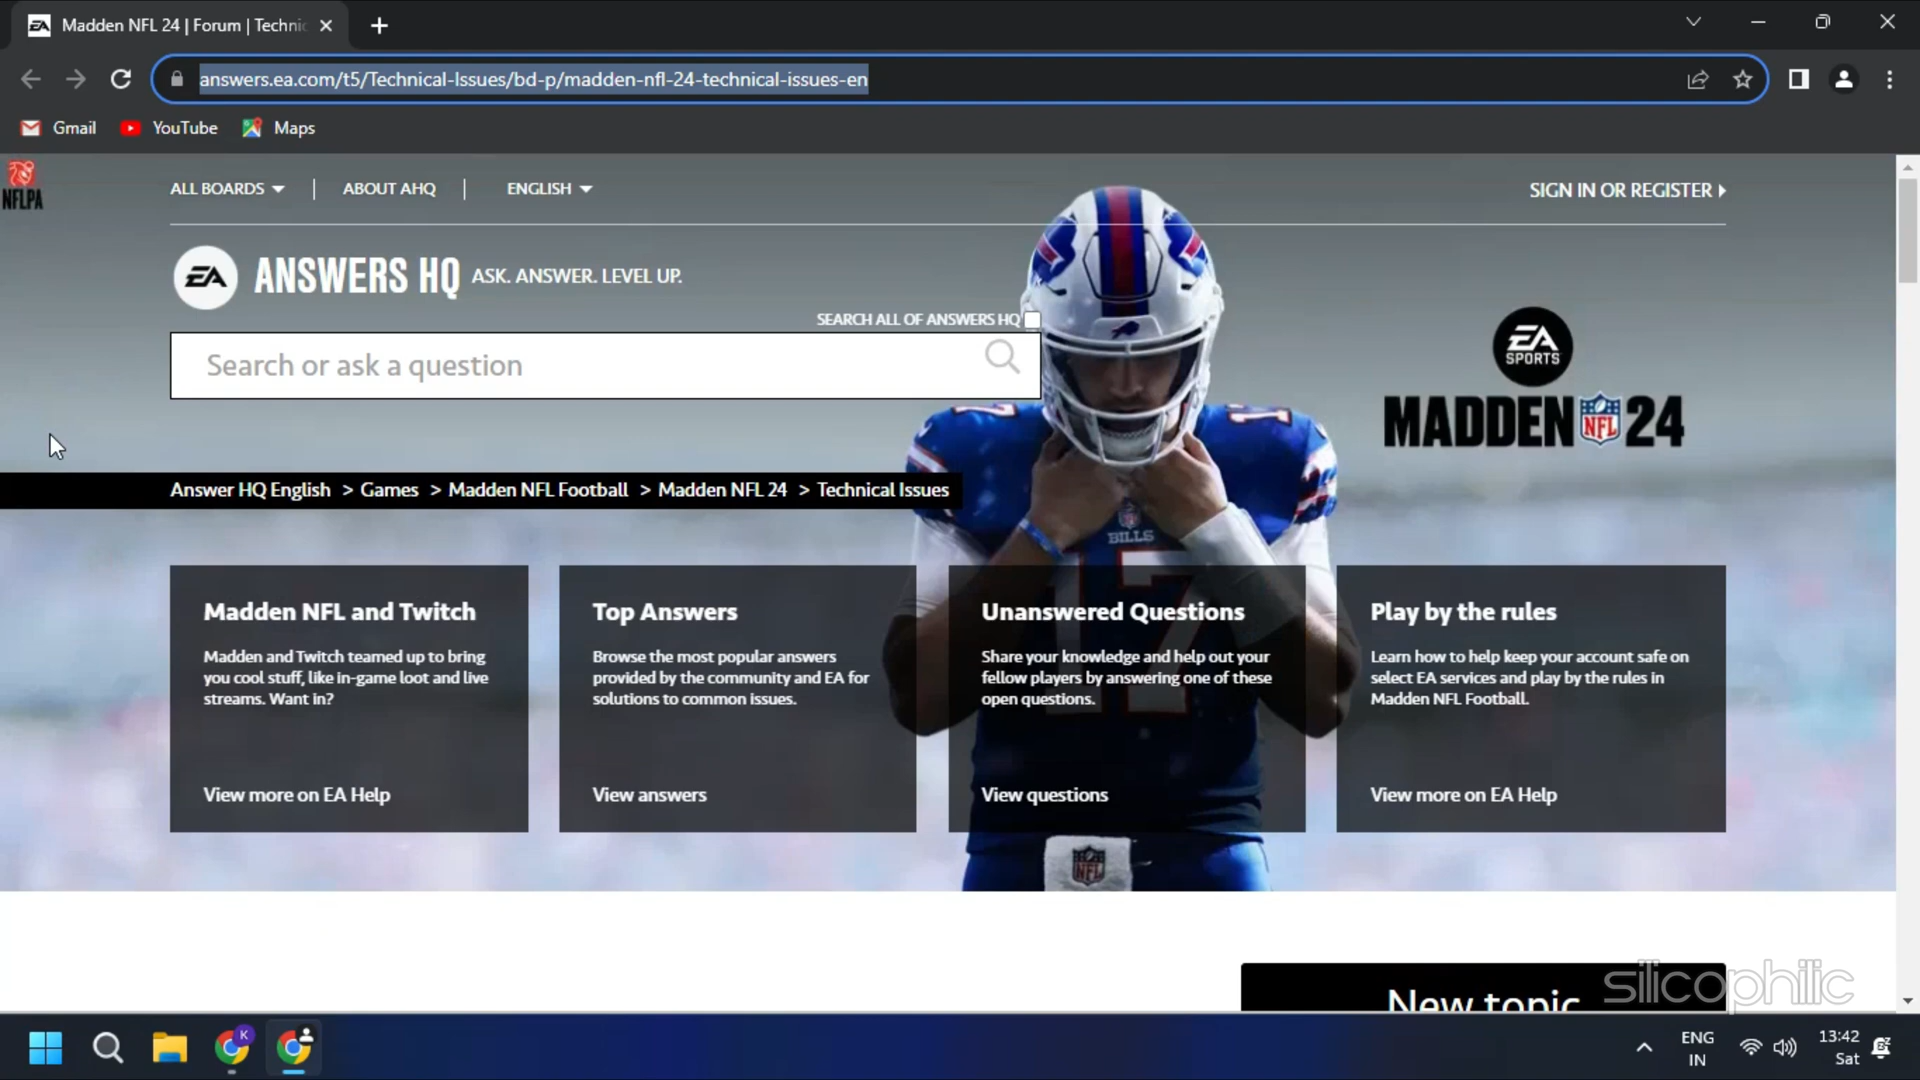 Madden NFL 24 | Forum | Technic
answers.ea.com/t5/Technical-Issues/bd-p/madden-nfl-24-technical-issues-en
Gmail YouTube Maps
NFLPA
ALL BOARDS ABOUT AHQ ENGLISH SIGN IN OR REGISTER
EA ANSWERS HQ ASK. ANSWER. LEVEL UP.
SEARCH ALL OF ANSWERS HQ
Search or ask a question
EA SPORTS
MADDEN NFL 24
Answer HQ English > Games > Madden NFL Football > Madden NFL 24 > Technical Issues
BILLS
17
Madden NFL and Twitch
Madden and Twitch teamed up to bring
you cool stuff, like in-game loot and live
streams. Want in?
View more on EA Help
Top Answers
Browse the most popular answers
provided by the community and EA for
solutions to common issues.
View answers
Unanswered Questions
Share your knowledge and help out your
fellow players by answering one of these
open questions.
View questions
Play by the rules
Learn how to help keep your account safe on
select EA services and play by the rules in
Madden NFL Football.
View more on EA Help
NFL
New topic
silicophilic
K
ENG
IN
13:42
Sat